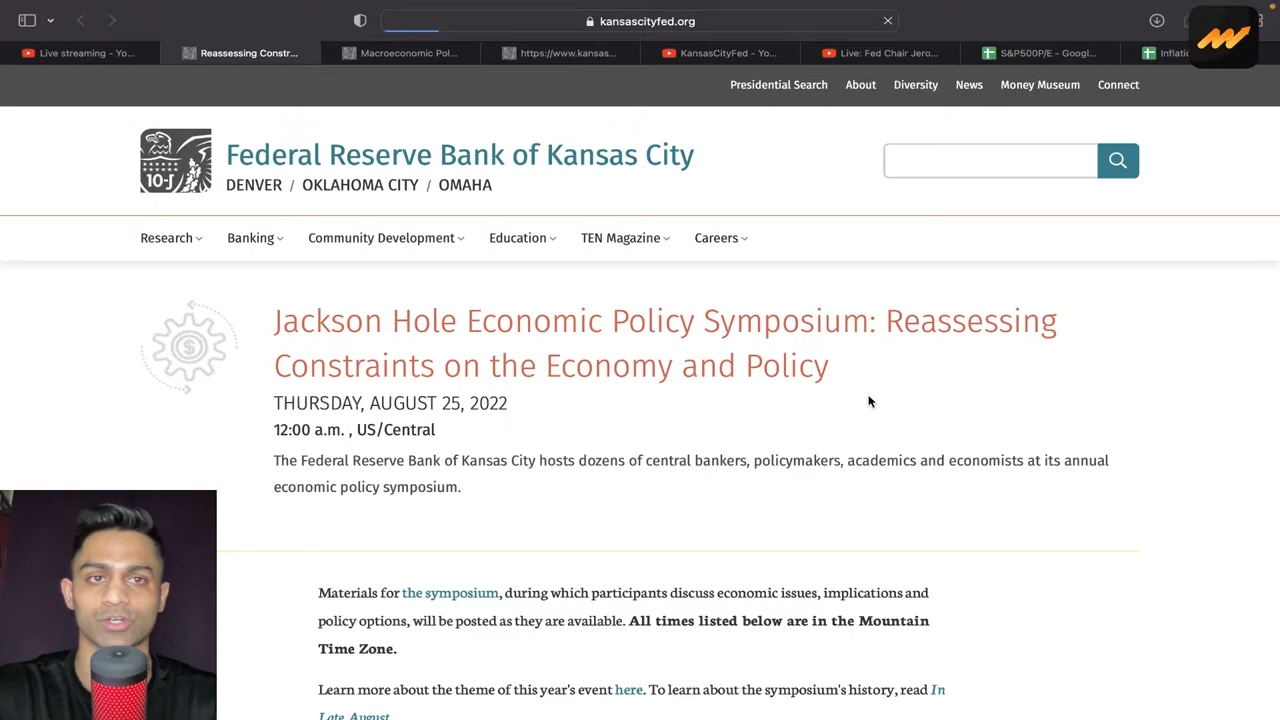 kansascityfed.org
Live streaming - Yo...
Reassessing Constr...
Macroeconomic Pol...
https://www.kansas...
KansasCityFed - Yo...
Live: Fed Chair Jero...
S&P500P/E - Googl...
Inflatio
Presidential Search
About
Diversity
News
Money Museum
Connect
10-J
Federal Reserve Bank of Kansas City
DENVER / OKLAHOMA CITY / OMAHA
Research
Banking
Community Development
Education
TEN Magazine
Careers
Jackson Hole Economic Policy Symposium: Reassessing
Constraints on the Economy and Policy
THURSDAY, AUGUST 25, 2022
12:00 a.m. , US/Central
The Federal Reserve Bank of Kansas City hosts dozens of central bankers, policymakers, academics and economists at its annual
economic policy symposium.
Materials for the symposium, during which participants discuss economic issues, implications and
policy options, will be posted as they are available. All times listed below are in the Mountain
Time Zone.
Learn more about the theme of this year's event here. To learn about the symposium's history, read In
Late August